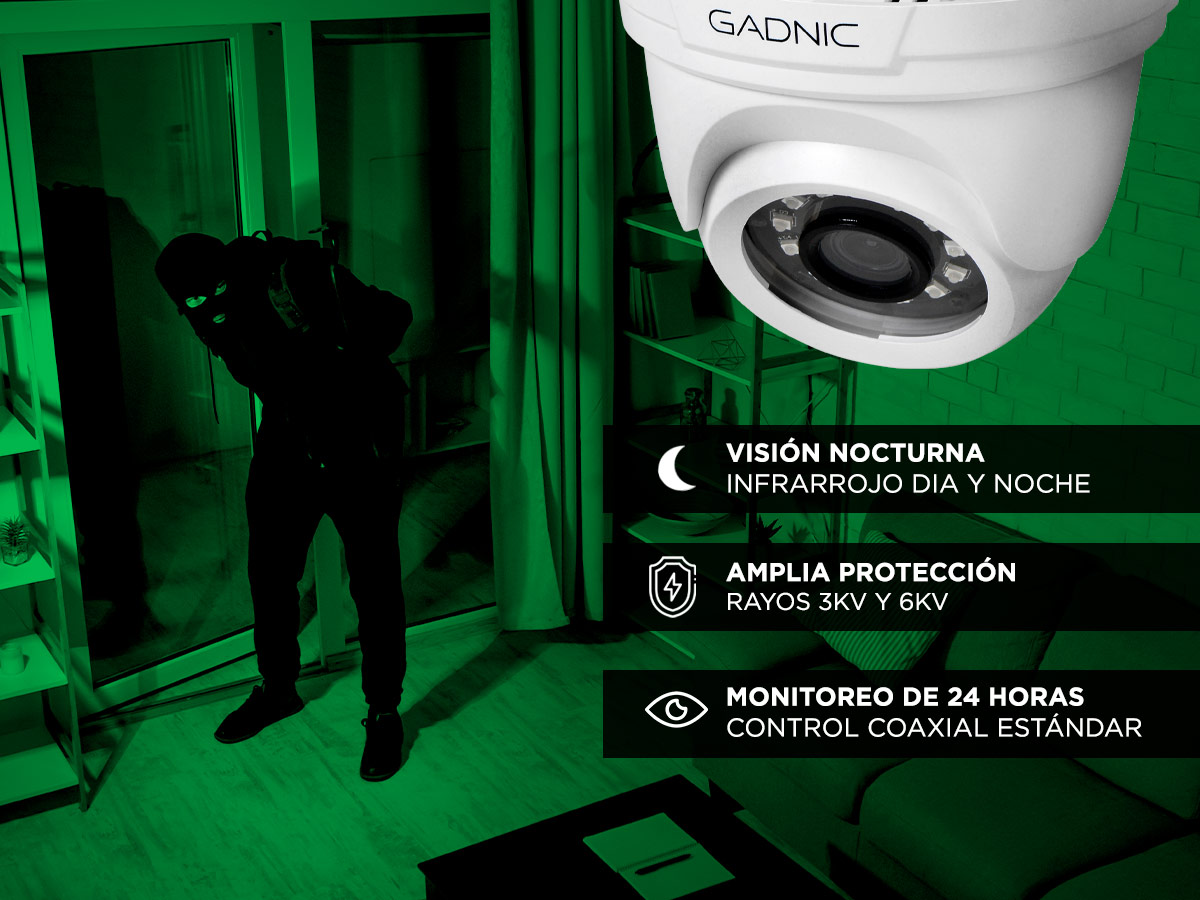 GADNIC
VISIÓN NOCTURNA
INFRARROJO DIA Y NOCHE
AMPLIA PROTECCIÓN
RAYOS 3KV Y 6KV
MONITOREO DE 24 HORAS
CONTROL COAXIAL ESTÁNDAR